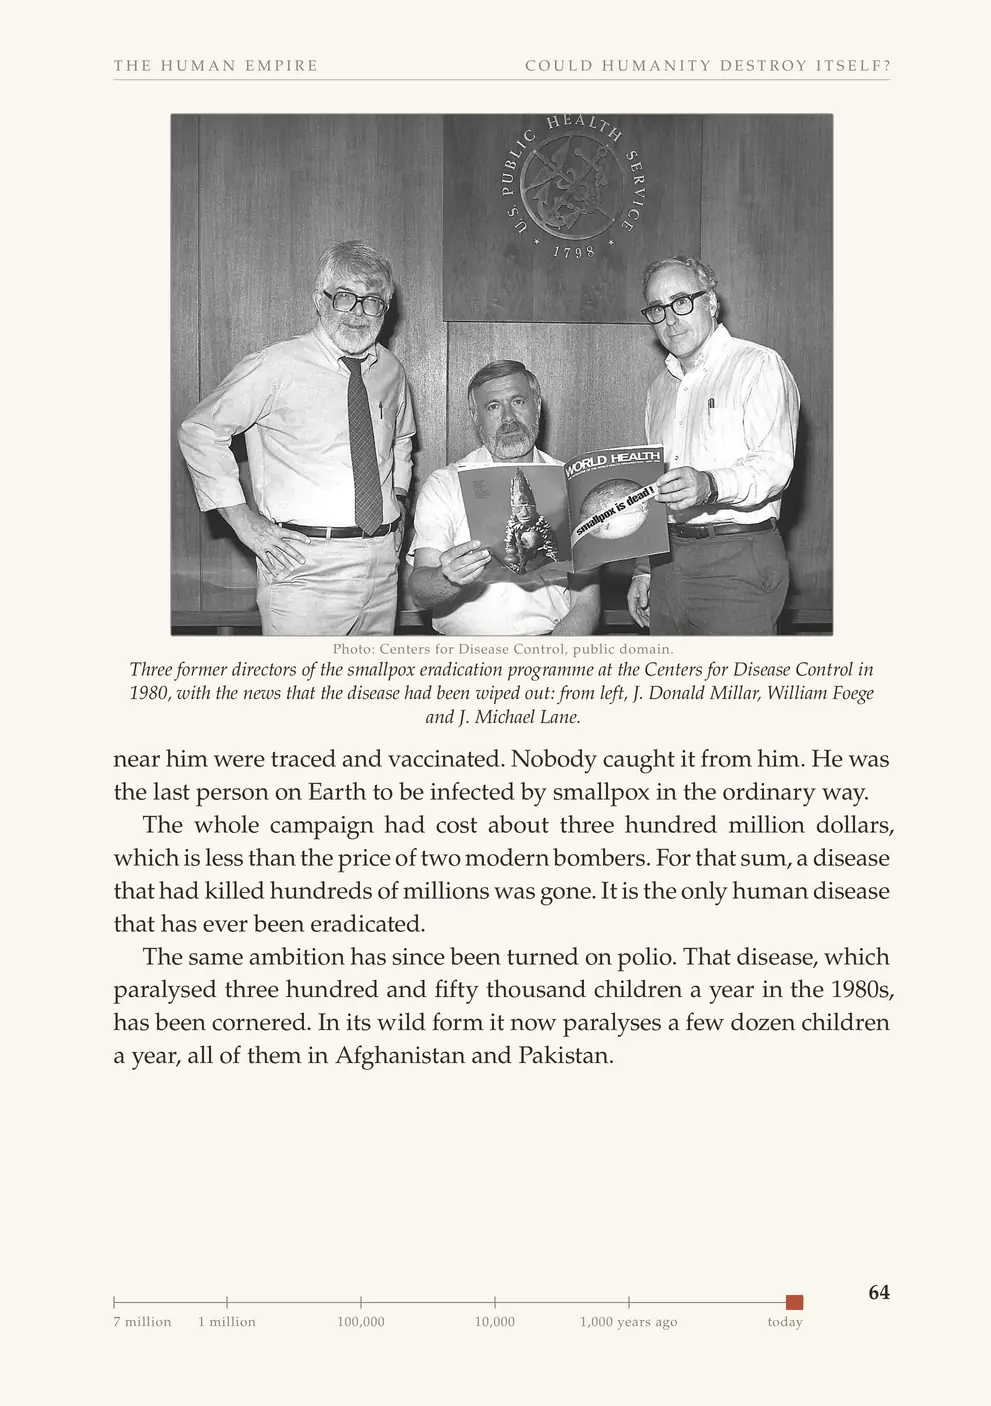 THE HUMAN EMPIRE
COULD HUMANITY DESTROY ITSELF?
U.S. PUBLIC HEALTH SERVICE
* 1798 *
WORLD HEALTH
smallpox is dead!
Photo: Centers for Disease Control, public domain.
Three former directors of the smallpox eradication programme at the Centers for Disease Control in
1980, with the news that the disease had been wiped out: from left, J. Donald Millar, William Foege
and J. Michael Lane.
near him were traced and vaccinated. Nobody caught it from him. He was
the last person on Earth to be infected by smallpox in the ordinary way.
The whole campaign had cost about three hundred million dollars,
which is less than the price of two modern bombers. For that sum, a disease
that had killed hundreds of millions was gone. It is the only human disease
that has ever been eradicated.
The same ambition has since been turned on polio. That disease, which
paralysed three hundred and fifty thousand children a year in the 1980s,
has been cornered. In its wild form it now paralyses a few dozen children
a year, all of them in Afghanistan and Pakistan.
64
7 million 1 million 100,000 10,000 1,000 years ago today